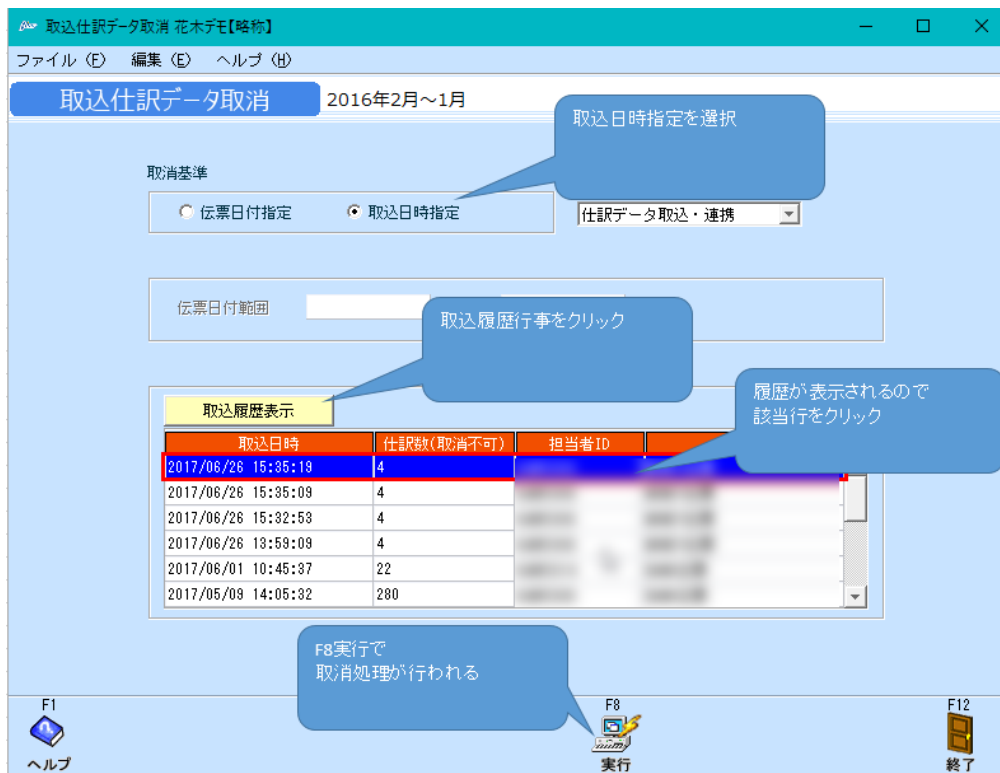 取込仕訳データ取消 花木デモ【略称】
ファイル (F) 編集 (E) ヘルプ (H)
取込仕訳データ取消 2016年2月～1月
取込日時指定を選択
取消基準
伝票日付指定 取込日時指定 仕訳データ取込・連携
伝票日付範囲
取込履歴行事をクリック
履歴が表示されるので
該当行をクリック
取込履歴表示
取込日時 仕訳数(取消不可) 担当者ID
2017/06/26 15:35:19 4
2017/06/26 15:35:09 4
2017/06/26 15:32:53 4
2017/06/26 13:59:09 4
2017/06/01 10:45:37 22
2017/05/09 14:05:32 280
F8実行で
取消処理が行われる
F1 F8 F12
ヘルプ 実行 終了